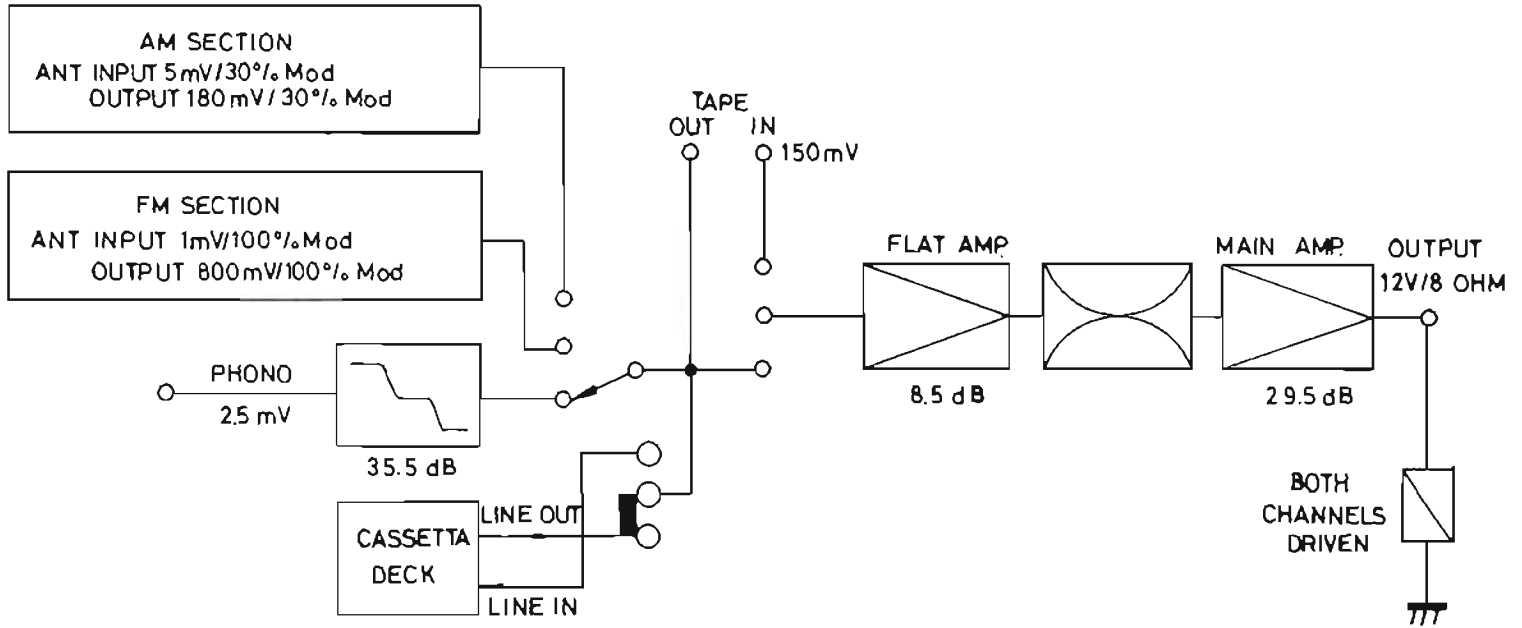 AM SECTION
ANT INPUT 5mV/30% Mod
OUTPUT 180mV/30% Mod
FM SECTION
ANT INPUT 1mV/100% Mod
OUTPUT 800mV/100% Mod
PHONO
2.5 mV
35.5 dB
CASSETTA
DECK
LINE OUT
LINE IN
TAPE
OUT IN
150mV
FLAT AMP.
8.5 dB
MAIN AMP.
29.5 dB
OUTPUT
12V/8 OHM
BOTH
CHANNELS
DRIVEN